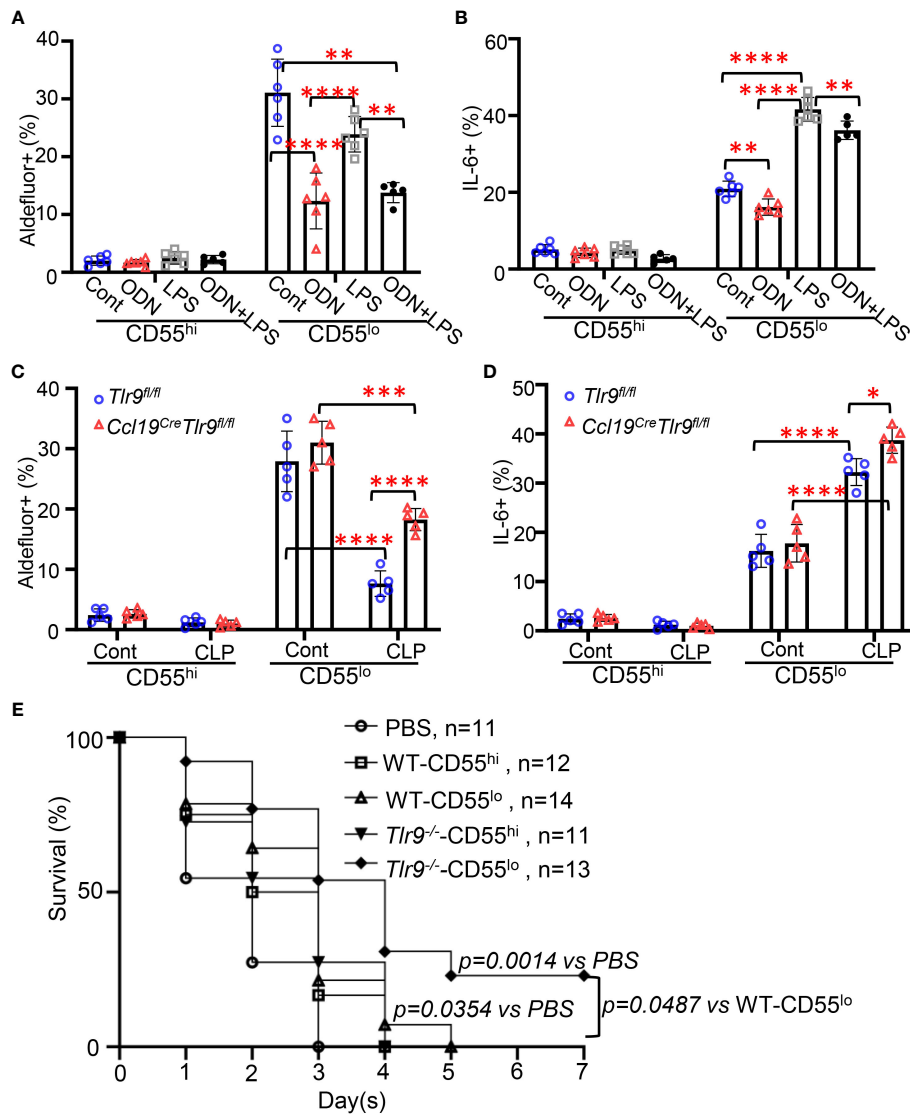 A
B
40
30
20
10
0
Aldefluor+ (%)
**
****
**
****
Cont
ODN
LPS
ODN+LPS
Cont
ODN
LPS
ODN+LPS
CD55hi
CD55lo
60
40
20
0
IL-6+ (%)
****
****
**
**
Cont
ODN
LPS
ODN+LPS
Cont
ODN
LPS
ODN+LPS
CD55hi
CD55lo
C
D
40
30
20
10
0
Aldefluor+ (%)
Tlr9fl/fl
Ccl19CreTlr9fl/fl
***
****
****
Cont
CLP
Cont
CLP
CD55hi
CD55lo
50
40
30
20
10
0
IL-6+ (%)
Tlr9fl/fl
Ccl19CreTlr9fl/fl
*
****
****
Cont
CLP
Cont
CLP
CD55hi
CD55lo
E
100
50
0
Survival (%)
PBS, n=11
WT-CD55hi , n=12
WT-CD55lo , n=14
Tlr9-/--CD55hi , n=11
Tlr9-/--CD55lo , n=13
p=0.0014 vs PBS
p=0.0354 vs PBS
p=0.0487 vs WT-CD55lo
0 1 2 3 4 5 6 7
Day(s)